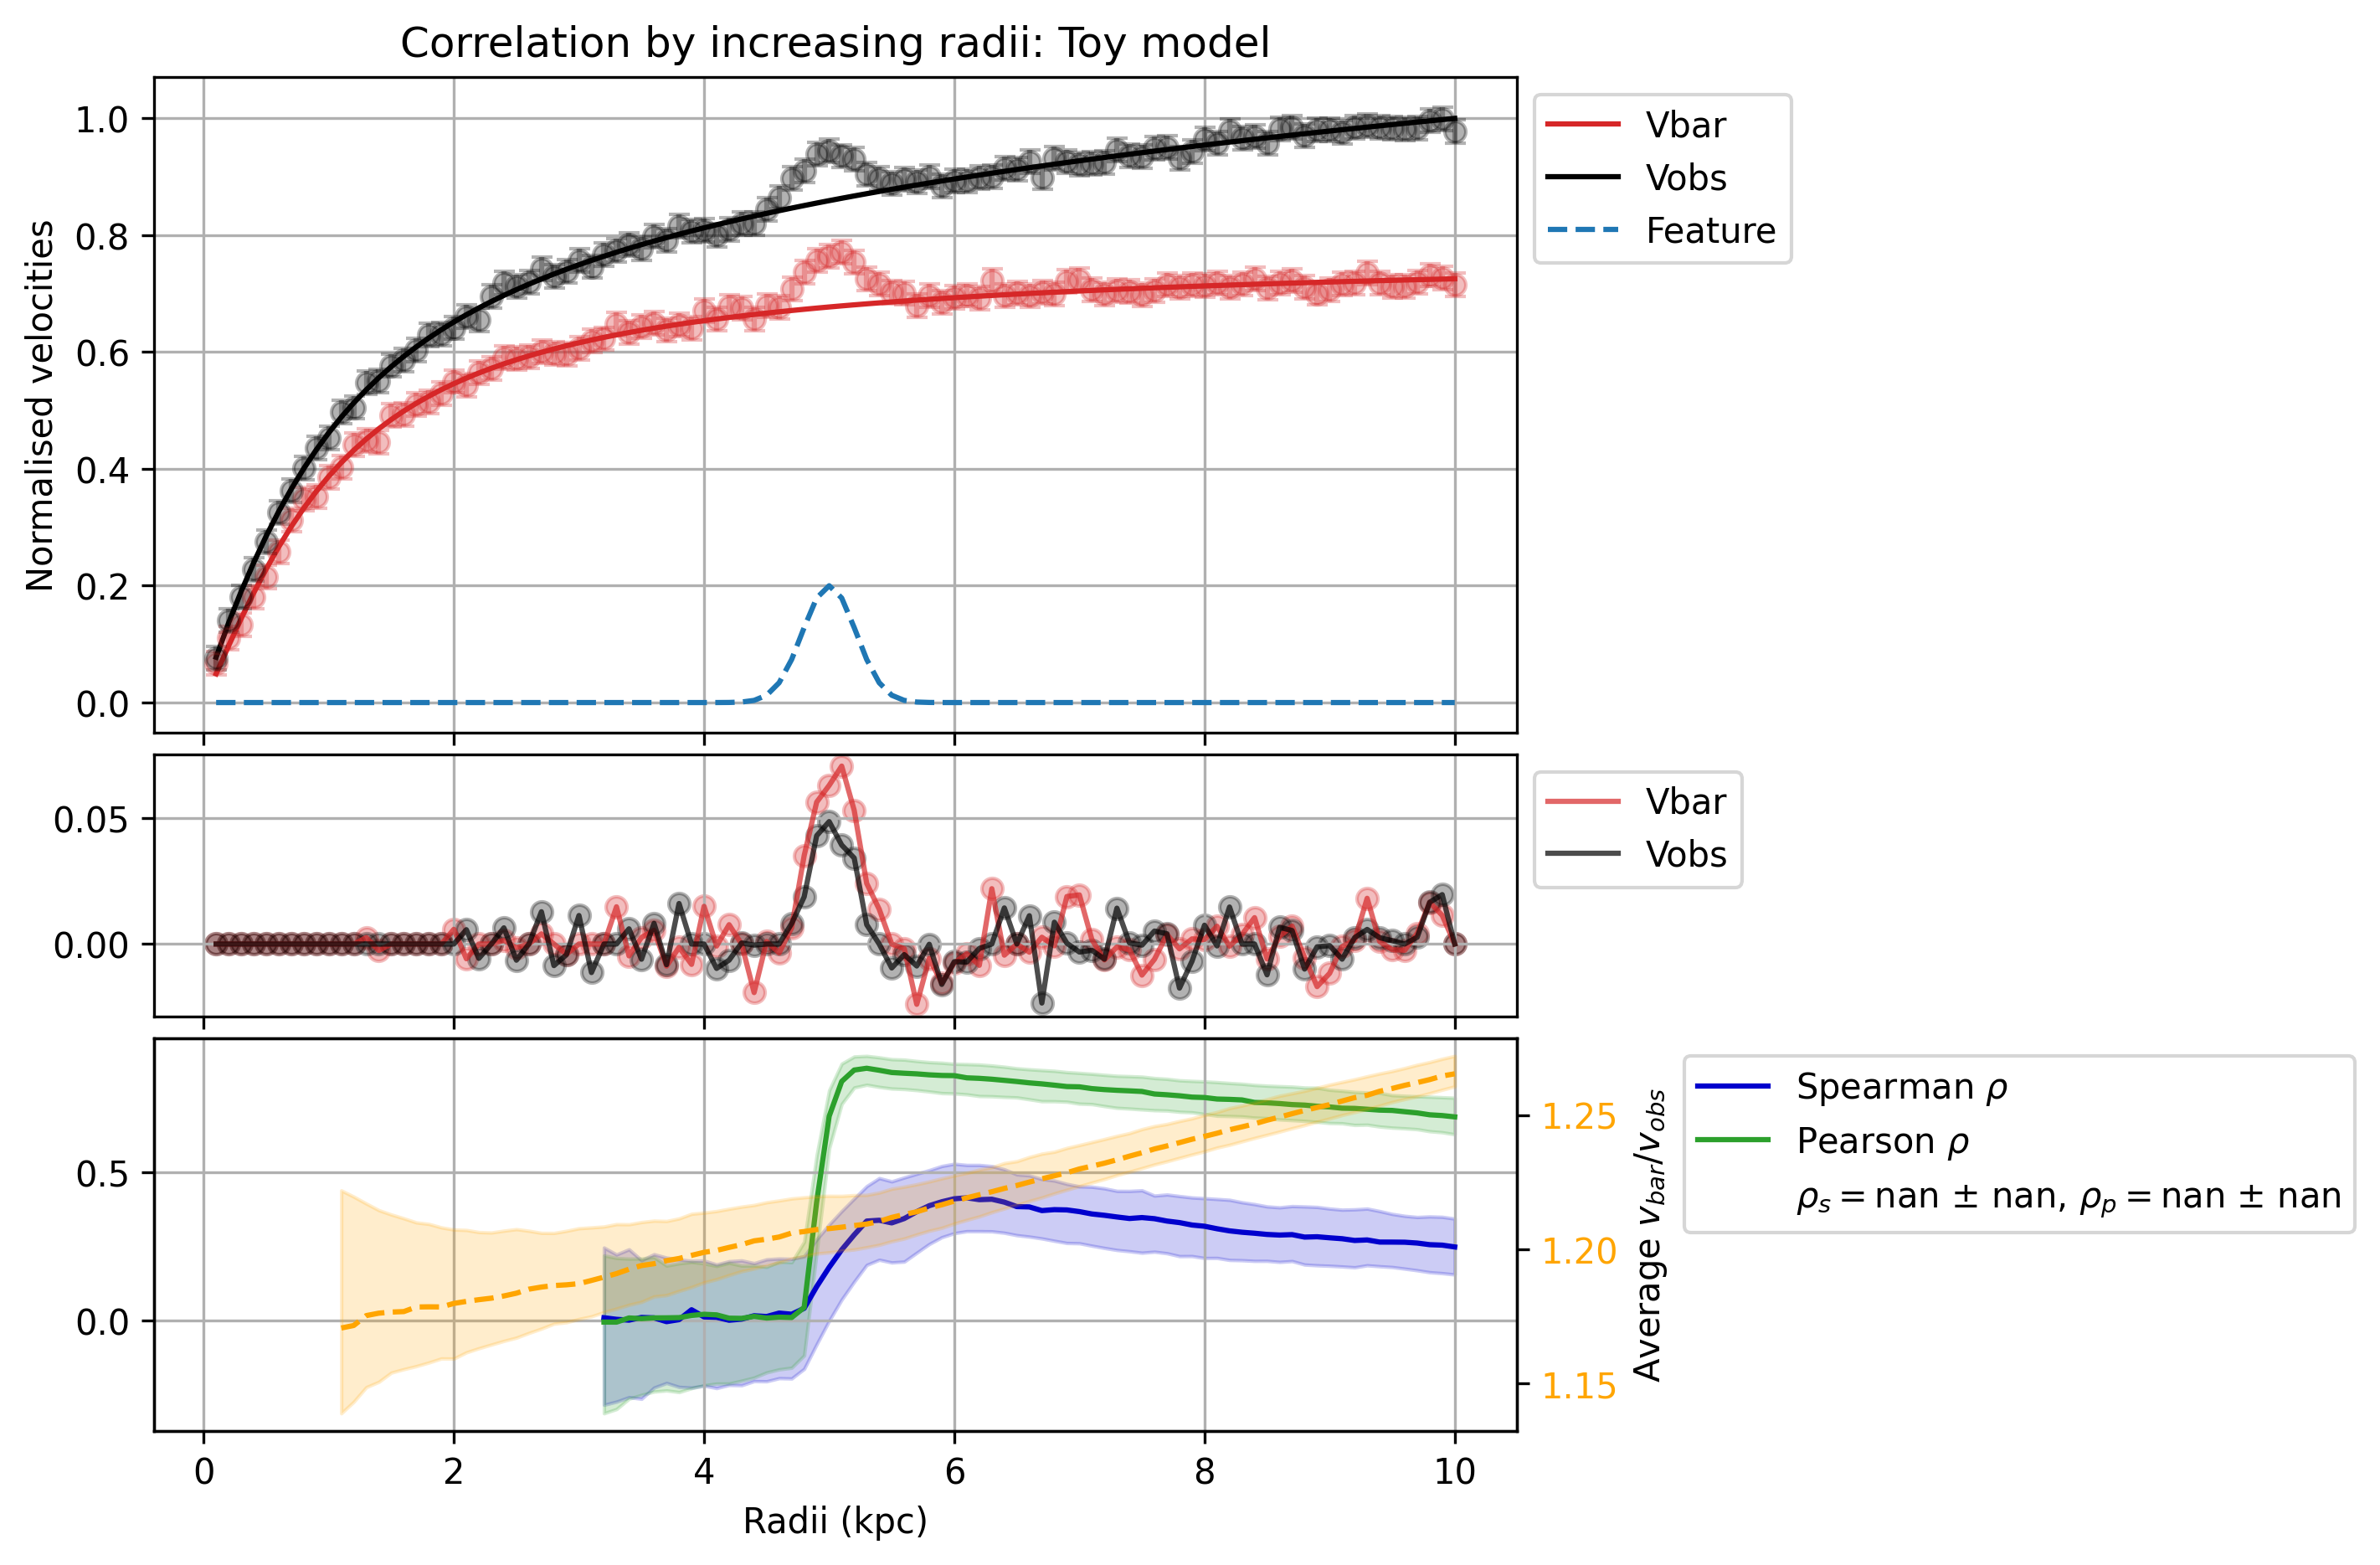 Correlation by increasing radii: Toy model
Normalised velocities
1.0
0.8
0.6
0.4
0.2
0.0
Vbar
Vobs
Feature
0.05
0.00
Vbar
Vobs
0.5
0.0
1.25
1.20
1.15
Average v_bar/v_obs
Spearman ρ
Pearson ρ
ρ_s = nan ± nan, ρ_p = nan ± nan
0 2 4 6 8 10
Radii (kpc)